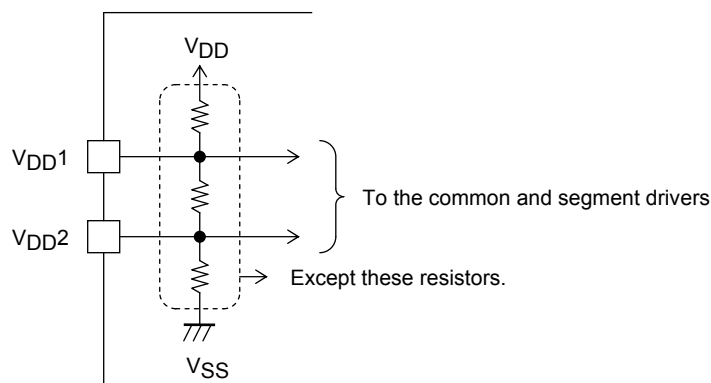 VDD
VDD1
To the common and segment drivers
VDD2
Except these resistors.
VSS